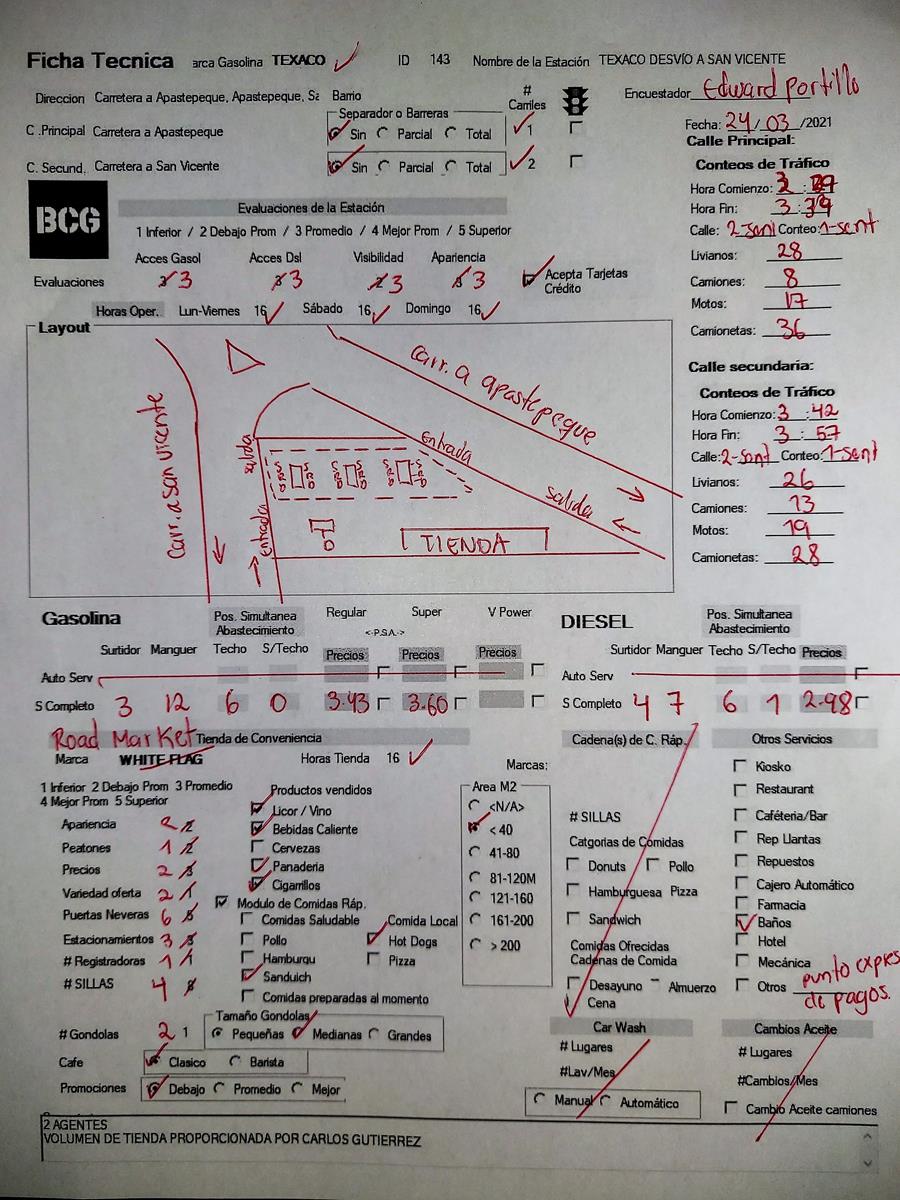 Ficha Tecnica arca Gasolina TEXACO ID 143 Nombre de la Estación TEXACO DESVÍO A SAN VICENTE
Direccion Carretera a Apastepeque, Apastepeque, Sa Barrio # Carriles Encuestador Edward Portillo
Separador o Barreras
C .Principal Carretera a Apastepeque Sin Parcial Total 1
Fecha: 24/03/2021
C. Secund. Carretera a San Vicente Sin Parcial Total 2
Calle Principal:
Conteos de Tráfico
Hora Comienzo: 3 :
Hora Fin: 3 : 39
Calle: 2-sent Conteo: 1-sent
Livianos: 28
Camiones: 8
Motos: 17
Camionetas: 36
BCG
Evaluaciones de la Estación
1 Inferior / 2 Debajo Prom / 3 Promedio / 4 Mejor Prom / 5 Superior
Acces Gasol Acces Dsl Visibilidad Apariencia
Evaluaciones 3 3 3 3 Acepta Tarjetas Crédito
Horas Oper. Lun-Viernes 16 Sábado 16 Domingo 16
Layout
Carr. a san vicente
Carr. a apastepeque
salida
Entrada
salida
Entrada
SRD SRD SRD SRD SRD SRD
D
TIENDA
Calle secundaría:
Conteos de Tráfico
Hora Comienzo: 3 :42
Hora Fin: 3 : 57
Calle: 2-sent Conteo: 1-sent
Livianos: 26
Camiones: 13
Motos: 19
Camionetas: 28
Gasolina Pos. Simultanea Abastecimiento Regular Super V Power
<-P.S.A.->
Surtidor Manguer Techo S/Techo Precios Precios Precios
Auto Serv
S Completo 3 12 6 0 3.43 3.60
DIESEL Pos. Simultanea Abastecimiento
Surtidor Manguer Techo S/Techo Precios
Auto Serv
S Completo 4 7 6 1 2.98
Road Market Tienda de Conveniencia
Marca WHITE FLAG Horas Tienda 16
Marcas:
1 Inferior 2 Debajo Prom 3 Promedio
4 Mejor Prom 5 Superior
Apariencia 2 2
Peatones 1 2
Precios 2 3
Variedad oferta 2 1
Puertas Neveras 6
Estacionamientos 3
# Registradoras 1 1
# SILLAS 4
# Gondolas 2 1
Productos vendidos
Licor / Vino
Bebidas Caliente
Cervezas
Panaderia
Cigarrillos
Modulo de Comidas Ráp.
Comidas Saludable Comida Local
Pollo Hot Dogs
Hamburgu Pizza
Sanduich
Comidas preparadas al momento
Area M2
<N/A>
< 40
41-80
81-120M
121-160
161-200
> 200
Tamaño Gondolas
Pequeñas Medianas Grandes
Cafe Clasico Barista
Promociones Debajo Promedio Mejor
Cadena(s) de C. Ráp.
# SILLAS
Catgorias de Comidas
Donuts Pollo
Hamburguesa Pizza
Sandwich
Comidas Ofrecidas
Cadenas de Comida
Desayuno Almuerzo
Cena
Otros Servicios
Kiosko
Restaurant
Caféteria/Bar
Rep Llantas
Repuestos
Cajero Automático
Farmacia
Baños
Hotel
Mecánica
Otros punto expres de pagos.
Car Wash
# Lugares
#Lav/Mes
Manual Automático
Cambios Aceite
# Lugares
#Cambios/Mes
Cambio Aceite camiones
2 AGENTES
VOLUMEN DE TIENDA PROPORCIONADA POR CARLOS GUTIERREZ